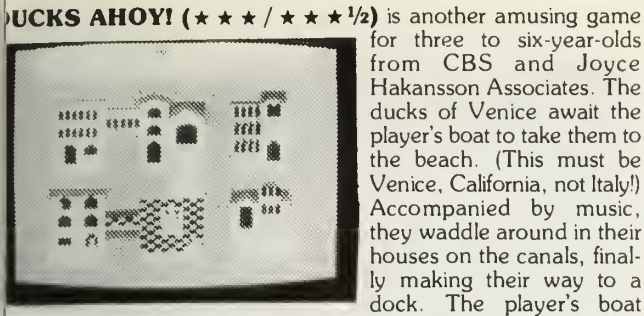 UCKS AHOY! (★ ★ ★ / ★ ★ ★ ½) is another amusing game
for three to six-year-olds
from CBS and Joyce
Hakansson Associates. The
ducks of Venice await the
player's boat to take them to
the beach. (This must be
Venice, California, not Italy!)
Accompanied by music,
they waddle around in their
houses on the canals, final-
ly making their way to a
dock. The player's boat